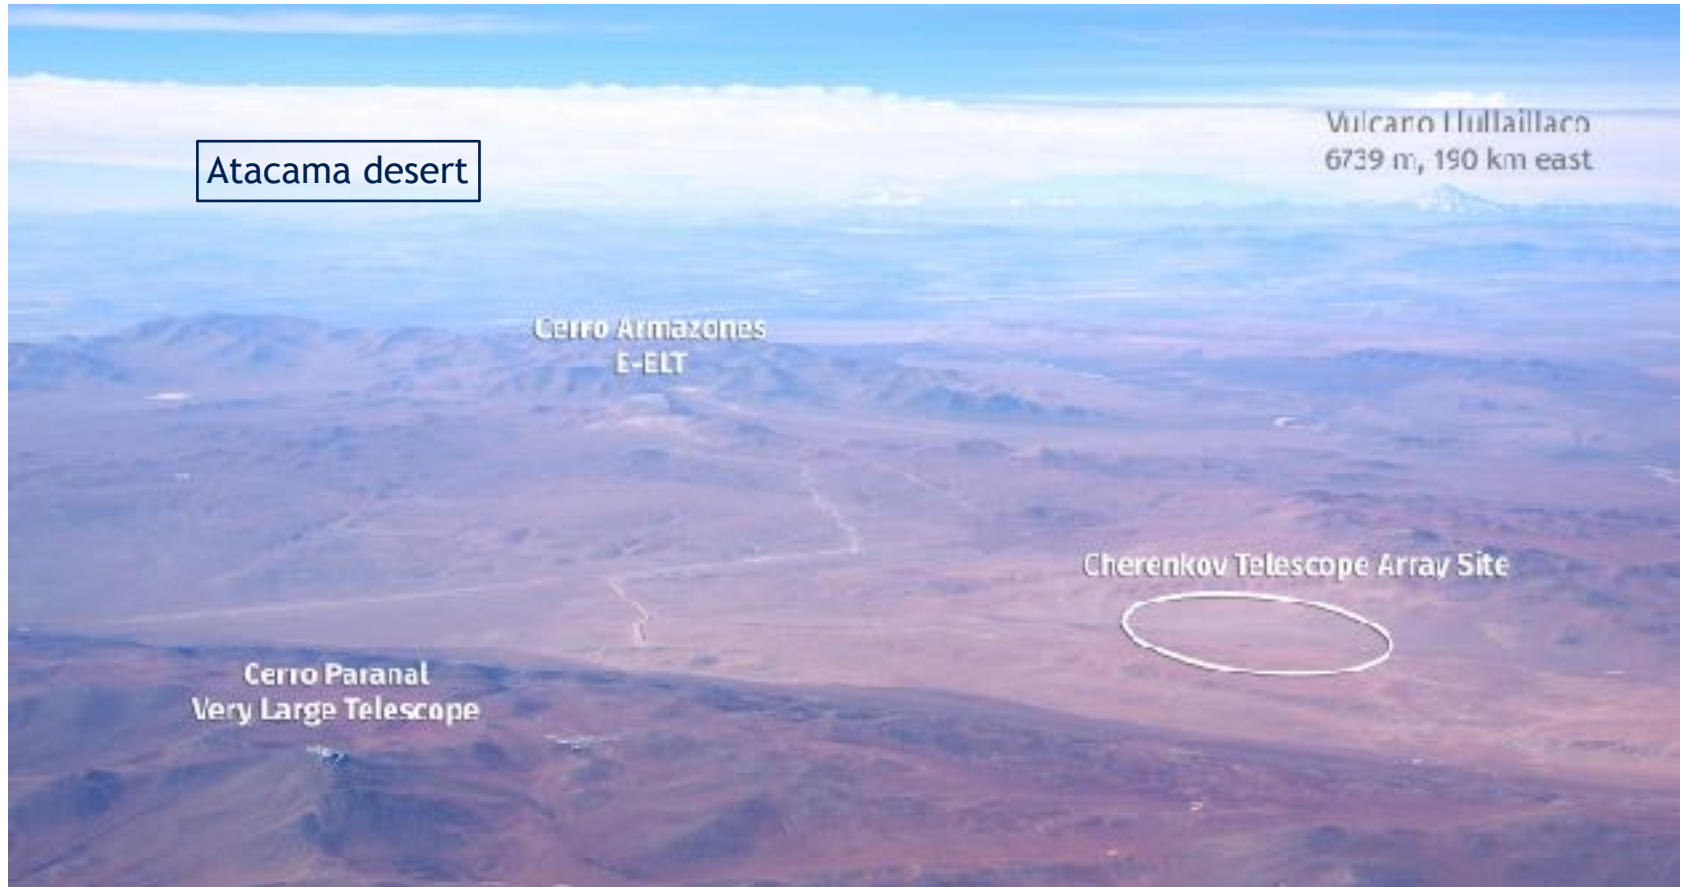 Atacama desert
Vulcano Llullaillaco
6739 m, 190 km east
Cerro Armazones
E-ELT
Cherenkov Telescope Array Site
Cerro Paranal
Very Large Telescope